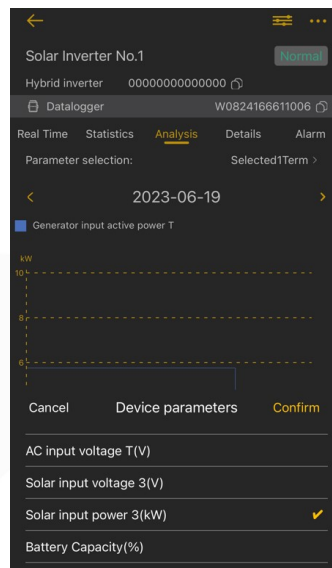 Solar Inverter No.1 Normal
Hybrid inverter 00000000000000
Datalogger W0824166611006
Real Time Statistics Analysis Details Alarm
Parameter selection: Selected1Term >
< 2023-06-19 >
Generator input active power T
kW
10
8
6
Cancel Device parameters Confirm
AC input voltage T(V)
Solar input voltage 3(V)
Solar input power 3(kW)
Battery Capacity(%)